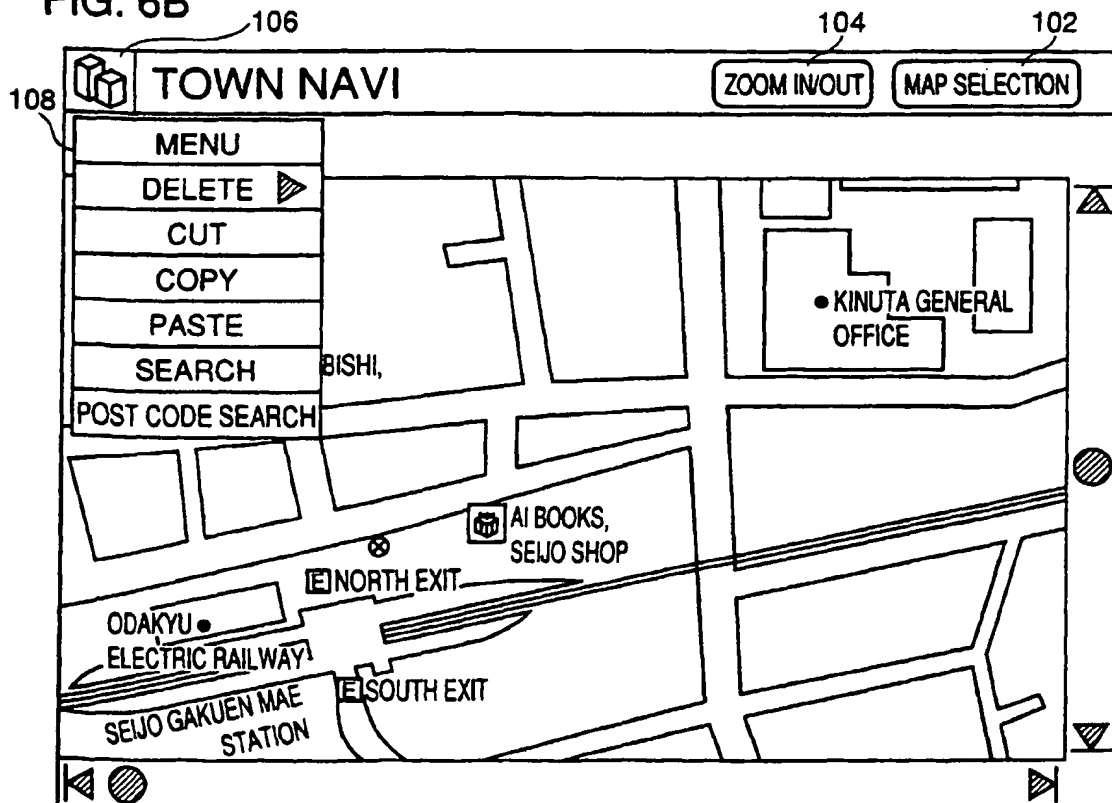 FIG. 6B
106
104
102
TOWN NAVI
ZOOM IN/OUT
MAP SELECTION
108
MENU
DELETE
CUT
COPY
PASTE
SEARCH
POST CODE SEARCH
BISHI,
KINUTA GENERAL
OFFICE
AI BOOKS,
SEIJO SHOP
E NORTH EXIT
ODAKYU
ELECTRIC RAILWAY
E SOUTH EXIT
SEIJO GAKUEN MAE
STATION